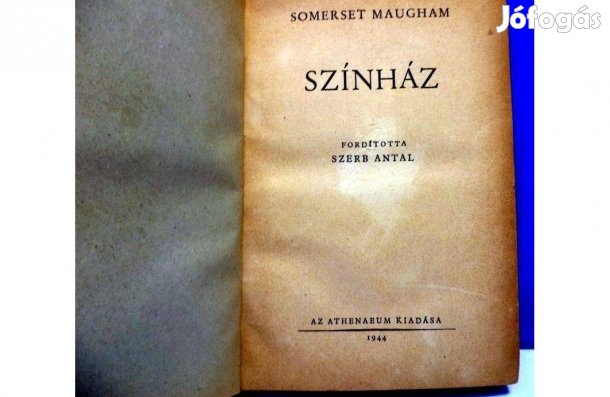 Jófogás
SOMERSET MAUGHAM
SZÍNHÁZ
FORDÍTOTTA
SZERB ANTAL
AZ ATHENAEUM KIADÁSA
1944